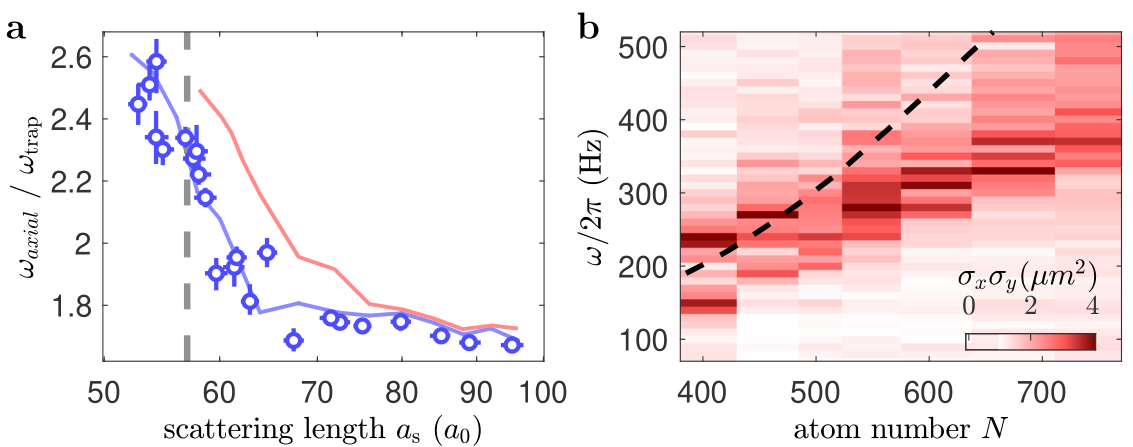 a
2.6
2.4
2.2
2
1.8
ω_axial / ω_trap
50
60
70
80
90
100
scattering length a_s (a_0)
b
500
400
300
200
100
ω/2π (Hz)
σ_xσ_y(μm²)
0 2 4
400
500
600
700
atom number N